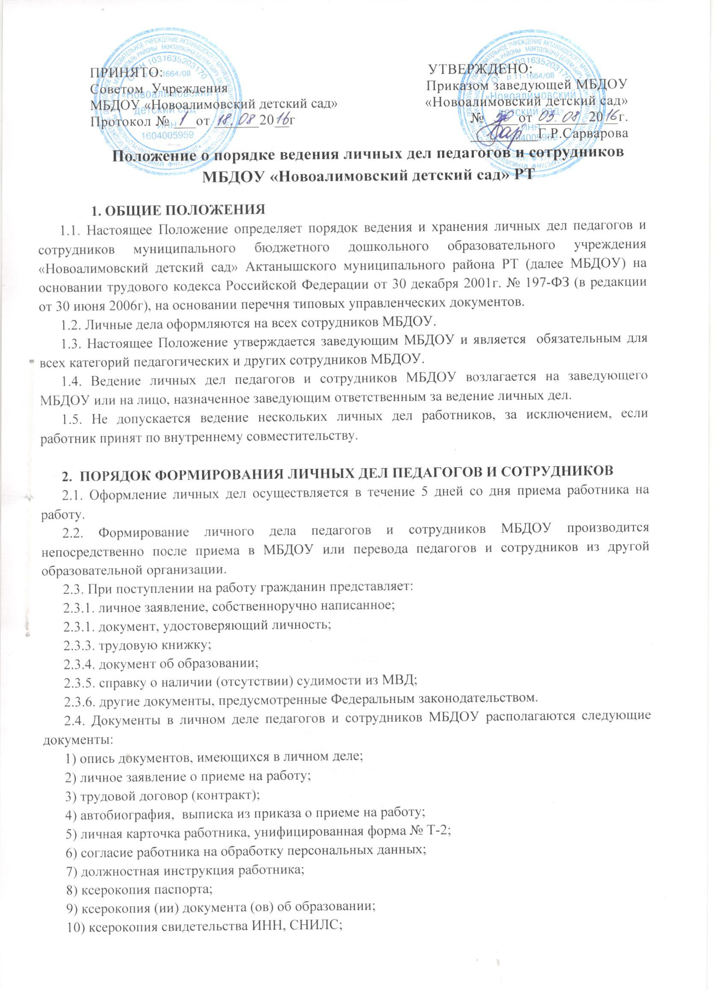 ПРИНЯТО:
Советом Учреждения
МБДОУ «Новоалимовский детский сад»
Протокол № 1 от 18.08 2016г
УТВЕРЖДЕНО:
Приказом заведующей МБДОУ
«Новоалимовский детский сад»
№ от 03.08 2016г.
Г.Р.Сарварова
ОГРН 1031635203170
р 11-1664/08
«Новоалимовский
детский сад»
ИНН
1604005959
Положение о порядке ведения личных дел педагогов и сотрудников
МБДОУ «Новоалимовский детский сад» РТ
1. ОБЩИЕ ПОЛОЖЕНИЯ
1.1. Настоящее Положение определяет порядок ведения и хранения личных дел педагогов и
сотрудников муниципального бюджетного дошкольного образовательного учреждения
«Новоалимовский детский сад» Актанышского муниципального района РТ (далее МБДОУ) на
основании трудового кодекса Российской Федерации от 30 декабря 2001г. № 197-ФЗ (в редакции
от 30 июня 2006г), на основании перечня типовых управленческих документов.
1.2. Личные дела оформляются на всех сотрудников МБДОУ.
1.3. Настоящее Положение утверждается заведующим МБДОУ и является обязательным для
всех категорий педагогических и других сотрудников МБДОУ.
1.4. Ведение личных дел педагогов и сотрудников МБДОУ возлагается на заведующего
МБДОУ или на лицо, назначенное заведующим ответственным за ведение личных дел.
1.5. Не допускается ведение нескольких личных дел работников, за исключением, если
работник принят по внутреннему совместительству.
2. ПОРЯДОК ФОРМИРОВАНИЯ ЛИЧНЫХ ДЕЛ ПЕДАГОГОВ И СОТРУДНИКОВ
2.1. Оформление личных дел осуществляется в течение 5 дней со дня приема работника на
работу.
2.2. Формирование личного дела педагогов и сотрудников МБДОУ производится
непосредственно после приема в МБДОУ или перевода педагогов и сотрудников из другой
образовательной организации.
2.3. При поступлении на работу гражданин представляет:
2.3.1. личное заявление, собственноручно написанное;
2.3.1. документ, удостоверяющий личность;
2.3.3. трудовую книжку;
2.3.4. документ об образовании;
2.3.5. справку о наличии (отсутствии) судимости из МВД;
2.3.6. другие документы, предусмотренные Федеральным законодательством.
2.4. Документы в личном деле педагогов и сотрудников МБДОУ располагаются следующие
документы:
1) опись документов, имеющихся в личном деле;
2) личное заявление о приеме на работу;
3) трудовой договор (контракт);
4) автобиография, выписка из приказа о приеме на работу;
5) личная карточка работника, унифицированная форма № Т-2;
6) согласие работника на обработку персональных данных;
7) должностная инструкция работника;
8) ксерокопия паспорта;
9) ксерокопия (ии) документа (ов) об образовании;
10) ксерокопия свидетельства ИНН, СНИЛС;